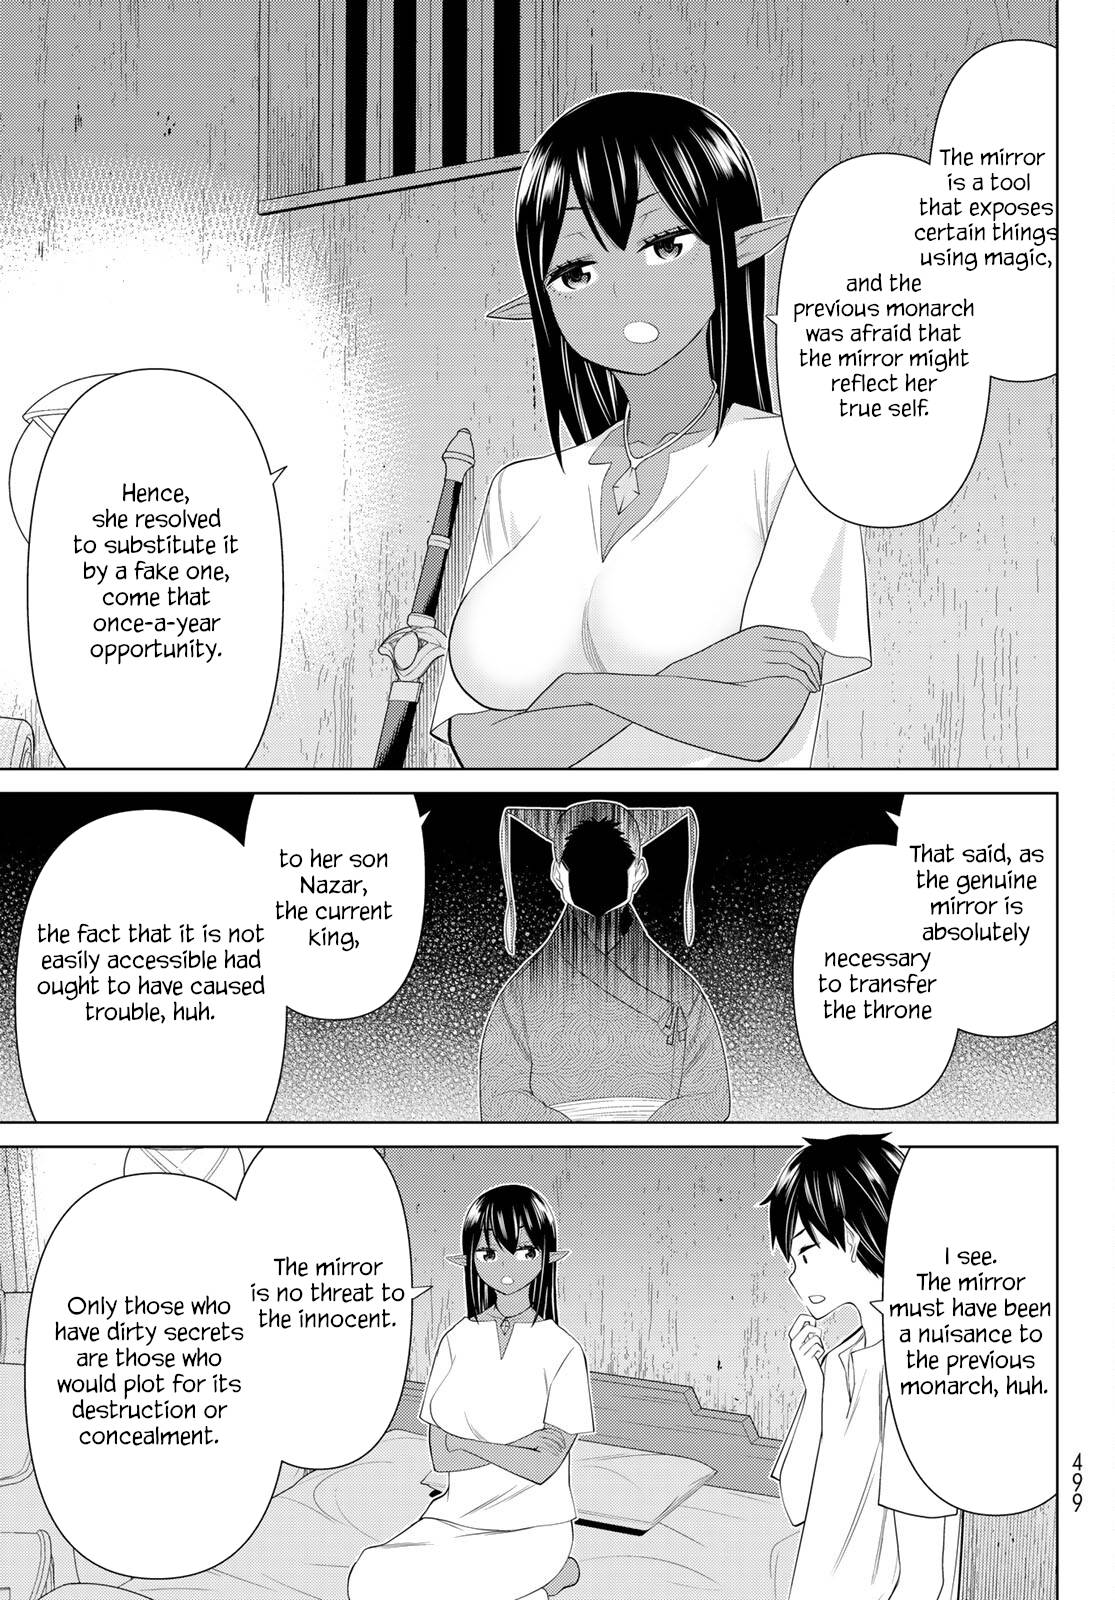 The mirror
is a tool
that exposes
certain things
using magic,
and the
previous monarch
was afraid that
the mirror might
reflect her
true self.
Hence,
she resolved
to substitute it
by a fake one,
come that
once-a-year
opportunity.
That said, as
the genuine
mirror is
absolutely
necessary
to transfer
the throne
to her son
Nazar,
the current
king,
the fact that it is not
easily accessible had
ought to have caused
trouble, huh.
I see.
The mirror
must have been
a nuisance to
the previous
monarch, huh.
The mirror
is no threat to
the innocent.
Only those who
have dirty secrets
are those who
would plot for its
destruction or
concealment.
499